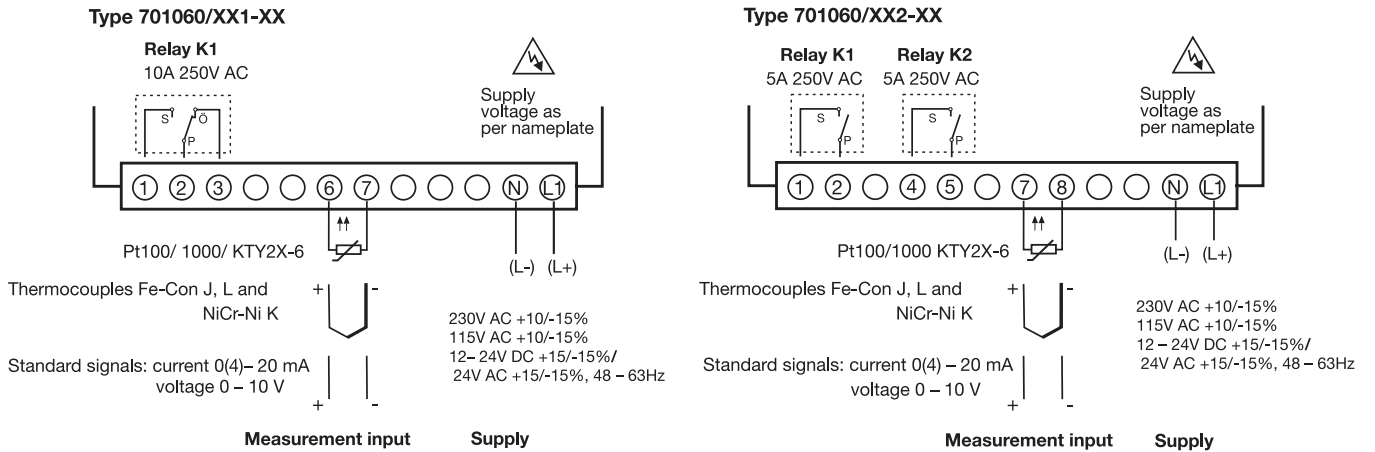 Type 701060/XX1-XX
Relay K1
10A 250V AC
Supply
voltage as
per nameplate
S Ö
P
1 2 3 6 7 N L1
Pt100/ 1000/ KTY2X-6
(L-) (L+)
Thermocouples Fe-Con J, L and
NiCr-Ni K
+ -
230V AC +10/-15%
115V AC +10/-15%
12 – 24V DC +15/-15%/
24V AC +15/-15%, 48 – 63Hz
Standard signals: current 0(4) – 20 mA
voltage 0 – 10 V
+ -
Measurement input Supply
Type 701060/XX2-XX
Relay K1 Relay K2
5A 250V AC 5A 250V AC
Supply
voltage as
per nameplate
S S
P P
1 2 4 5 7 8 N L1
Pt100/1000 KTY2X-6
(L-) (L+)
Thermocouples Fe-Con J, L and
NiCr-Ni K
+ -
230V AC +10/-15%
115V AC +10/-15%
12 – 24V DC +15/-15%/
24V AC +15/-15%, 48 – 63Hz
Standard signals: current 0(4) – 20 mA
voltage 0 – 10 V
+ -
Measurement input Supply